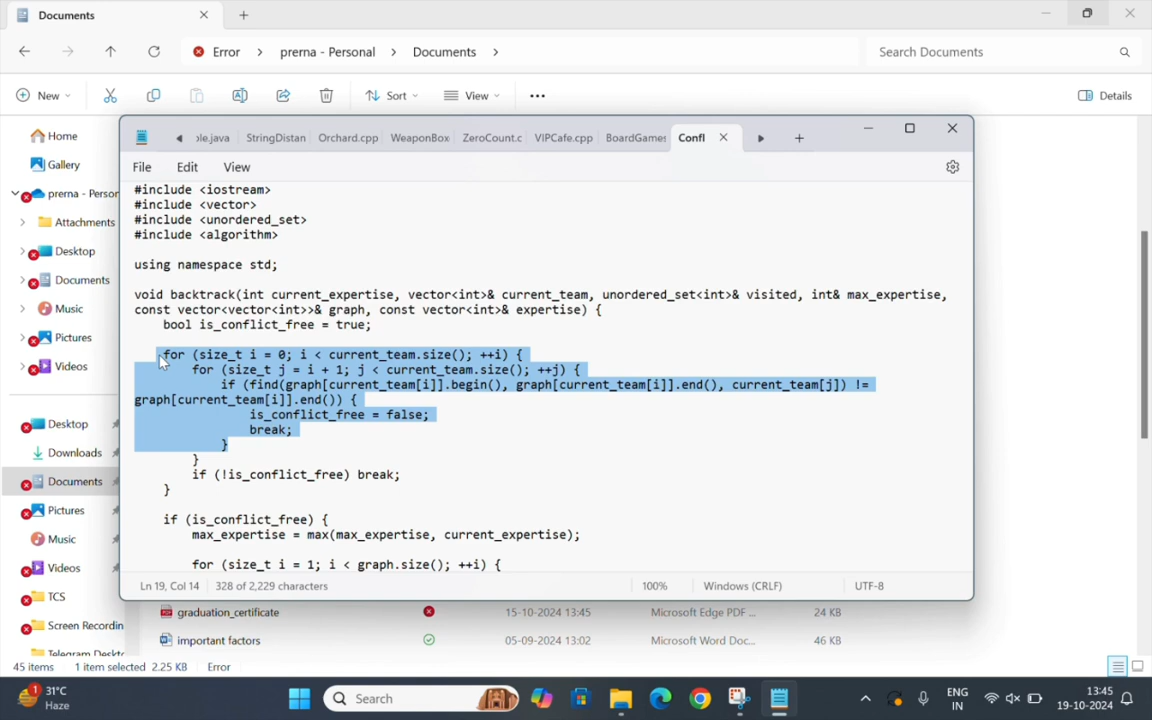 Documents
Error > prerna - Personal > Documents >
Search Documents
New
Sort
View
Details
Home
Gallery
prerna - Person
Attachments
Desktop
Documents
Music
Pictures
Videos
Desktop
Downloads
Documents
Pictures
Music
Videos
TCS
Screen Recordin
Telegram Deskt
ole.java
StringDistan
Orchard.cpp
WeaponBox
ZeroCount.c
VIPCafe.cpp
BoardGames
Confl
File
Edit
View
#include <iostream>
#include <vector>
#include <unordered_set>
#include <algorithm>
using namespace std;
void backtrack(int current_expertise, vector<int>& current_team, unordered_set<int>& visited, int& max_expertise,
const vector<vector<int>>& graph, const vector<int>& expertise) {
bool is_conflict_free = true;
for (size_t i = 0; i < current_team.size(); ++i) {
for (size_t j = i + 1; j < current_team.size(); ++j) {
if (find(graph[current_team[i]].begin(), graph[current_team[i]].end(), current_team[j]) !=
graph[current_team[i]].end()) {
is_conflict_free = false;
break;
}
}
if (!is_conflict_free) break;
}
if (is_conflict_free) {
max_expertise = max(max_expertise, current_expertise);
for (size_t i = 1; i < graph.size(); ++i) {
Ln 19, Col 14
328 of 2,229 characters
100%
Windows (CRLF)
UTF-8
graduation_certificate 15-10-2024 13:45 Microsoft Edge PDF ... 24 KB
important factors 05-09-2024 13:02 Microsoft Word Doc... 46 KB
45 items
1 item selected 2.25 KB
Error
1
31°C
Haze
Search
ENG
IN
13:45
19-10-2024